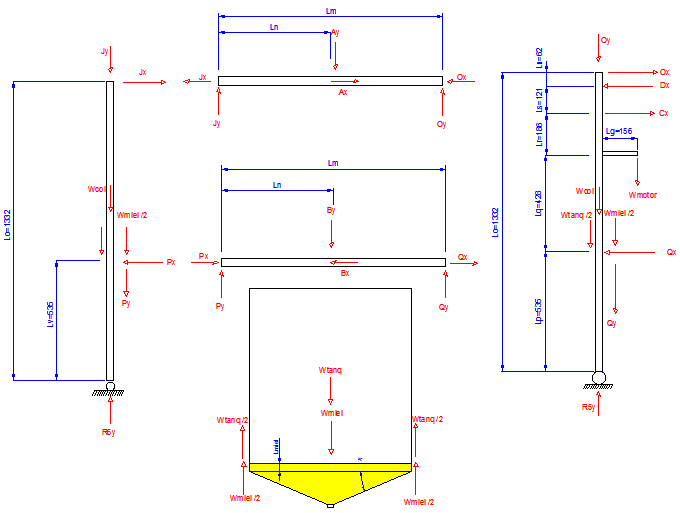 Jy
Jx
Lo=1332
Wcol
Wmiel/2
Px
Py
Lv=535
R5y
Lm
Ln
Ay
Jx
Ax
Ox
Jy
Oy
Lm
Ln
By
Px
Bx
Qx
Py
Qy
Wtanq
Wmiel
Wtanq/2
Wtanq/2
Lmiel
Wmiel/2
Wmiel/2
Oy
Ox
Dx
Cx
Lt=62
Ls=121
Lr=186
Lg=156
Wmotor
Lo=1332
Lq=428
Wcol
Wtanq/2
Wmiel/2
Qx
Qy
Lp=535
R5y